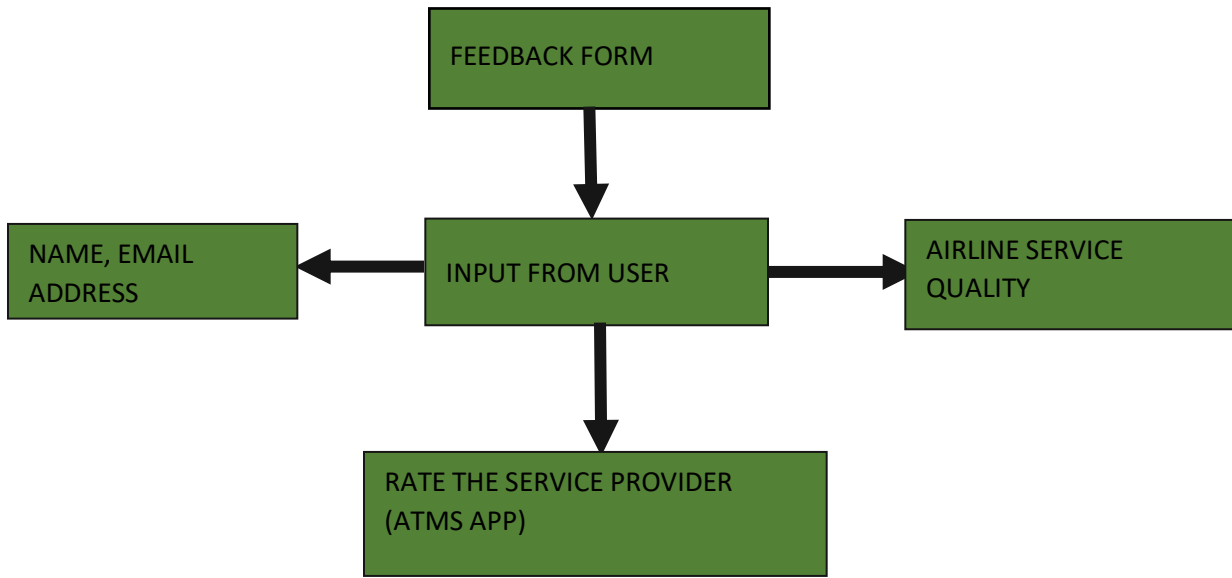 FEEDBACK FORM
NAME, EMAIL
ADDRESS
INPUT FROM USER
AIRLINE SERVICE
QUALITY
RATE THE SERVICE PROVIDER
(ATMS APP)